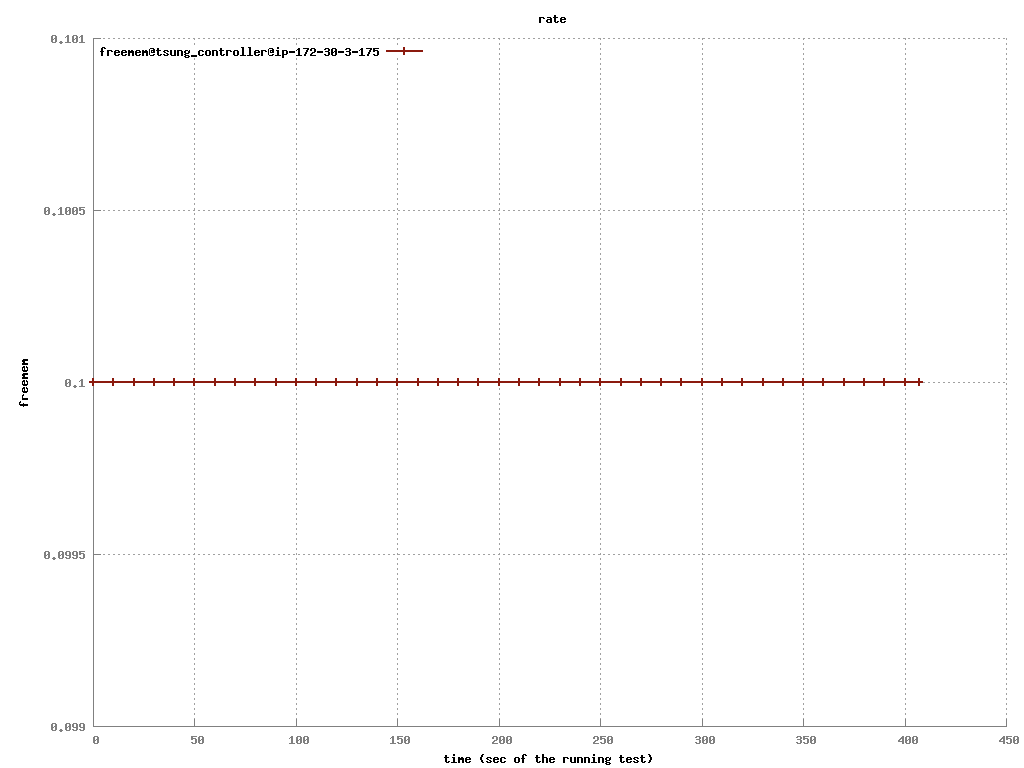 rate
0.101
freemem@tsung_controller@ip-172-30-3-175
0.1005
freemem
0.1
0.0995
0.099
0 50 100 150 200 250 300 350 400 450
time (sec of the running test)